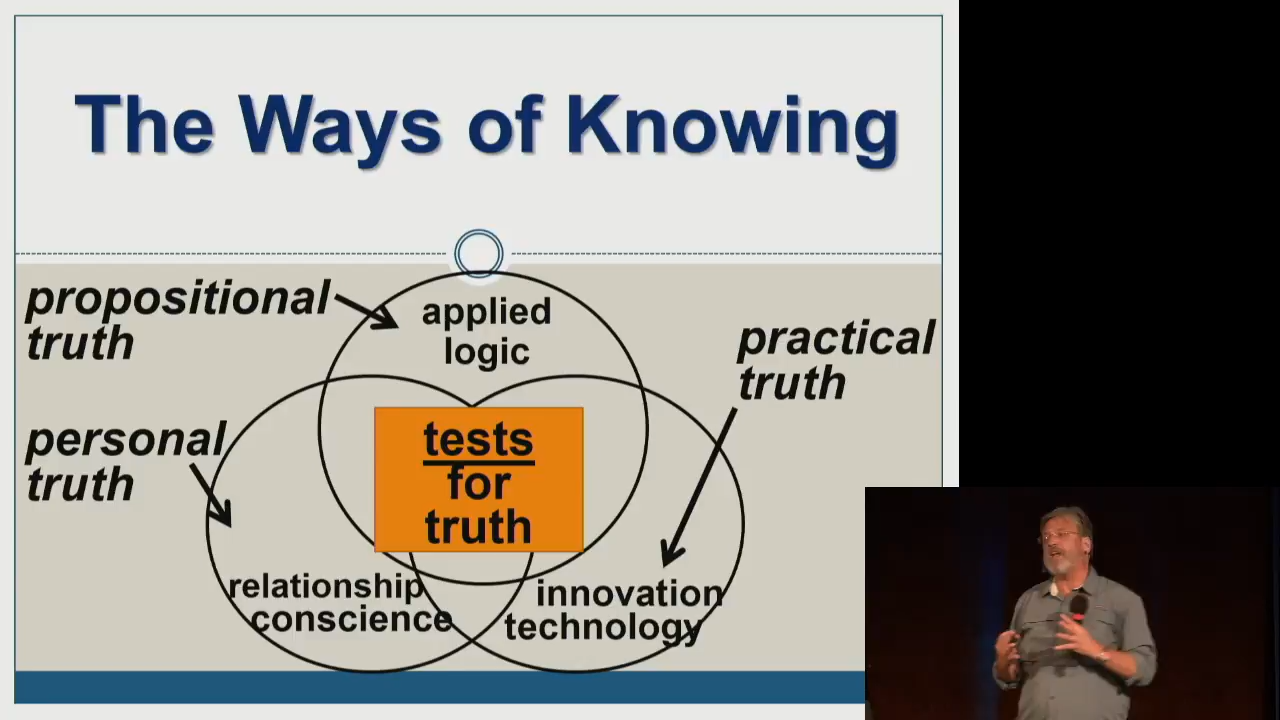 The Ways of Knowing
propositional
truth
applied
logic
practical
truth
personal
truth
tests
for
truth
relationship
conscience
innovation
technology